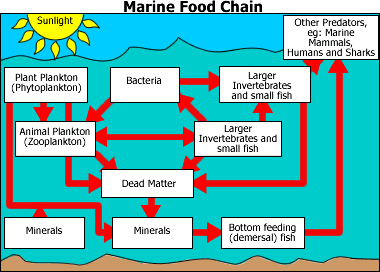 Marine Food Chain
Sunlight
Other Predators,
eg: Marine
Mammals,
Humans and Sharks
Plant Plankton
(Phytoplankton)
Bacteria
Larger
Invertebrates
and small fish
Animal Plankton
(Zooplankton)
Larger
Invertebrates and
small fish
Dead Matter
Minerals
Minerals
Bottom feeding
(demersal) fish